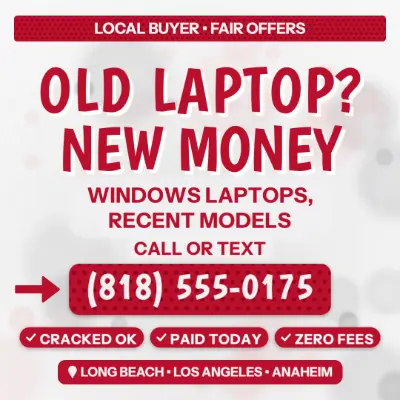 LOCAL BUYER • FAIR OFFERS
OLD LAPTOP?
NEW MONEY
WINDOWS LAPTOPS,
RECENT MODELS
CALL OR TEXT
(818) 555-0175
CRACKED OK
PAID TODAY
ZERO FEES
LONG BEACH • LOS ANGELES • ANAHEIM